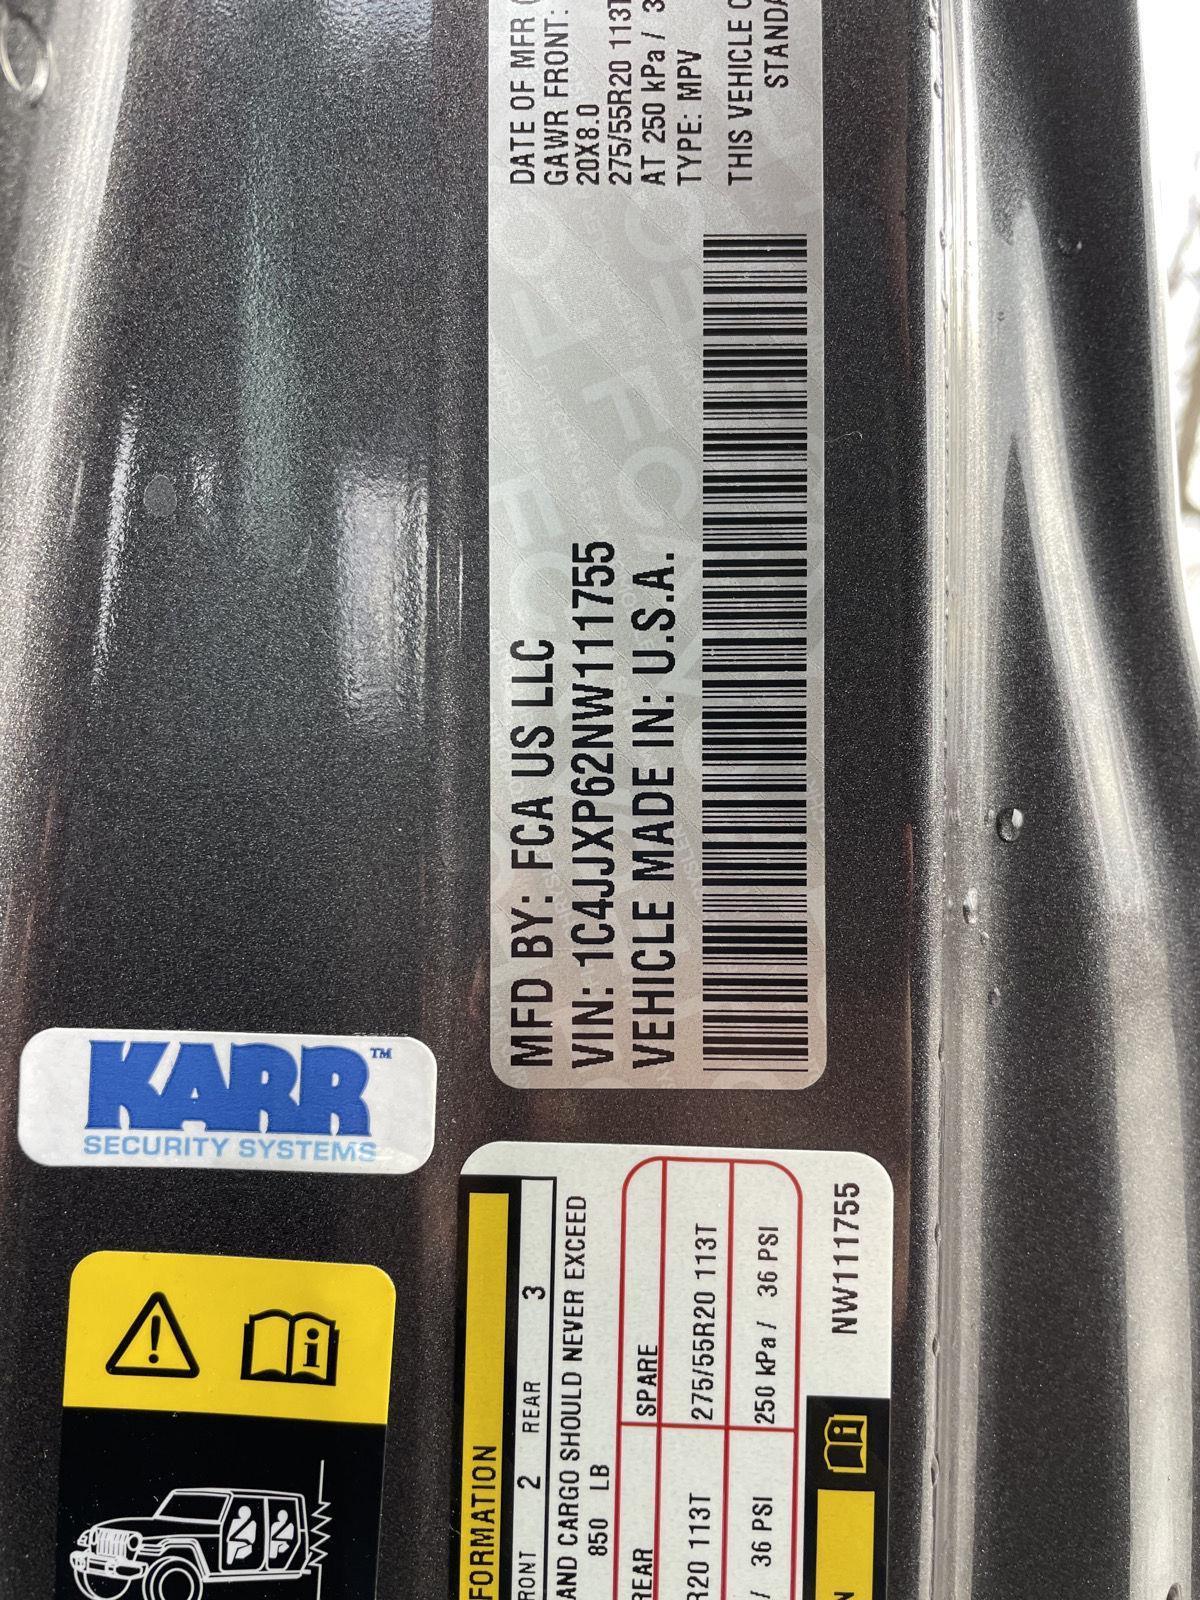 MFD BY: FCA US LLC
VIN: 1C4JJXP62NW111755
VEHICLE MADE IN: U.S.A.
DATE OF MFR (
GAWR FRONT:
20X8.0
275/55R20 113T
AT 250 kPa / 3
TYPE: MPV
THIS VEHICLE C
STANDA
KARR™
SECURITY SYSTEMS
FORMATION
RONT 2 REAR 3
AND CARGO SHOULD NEVER EXCEED
850 LB
REAR SPARE
R20 113T 275/55R20 113T
/ 36 PSI 250 kPa / 36 PSI
NW111755
N